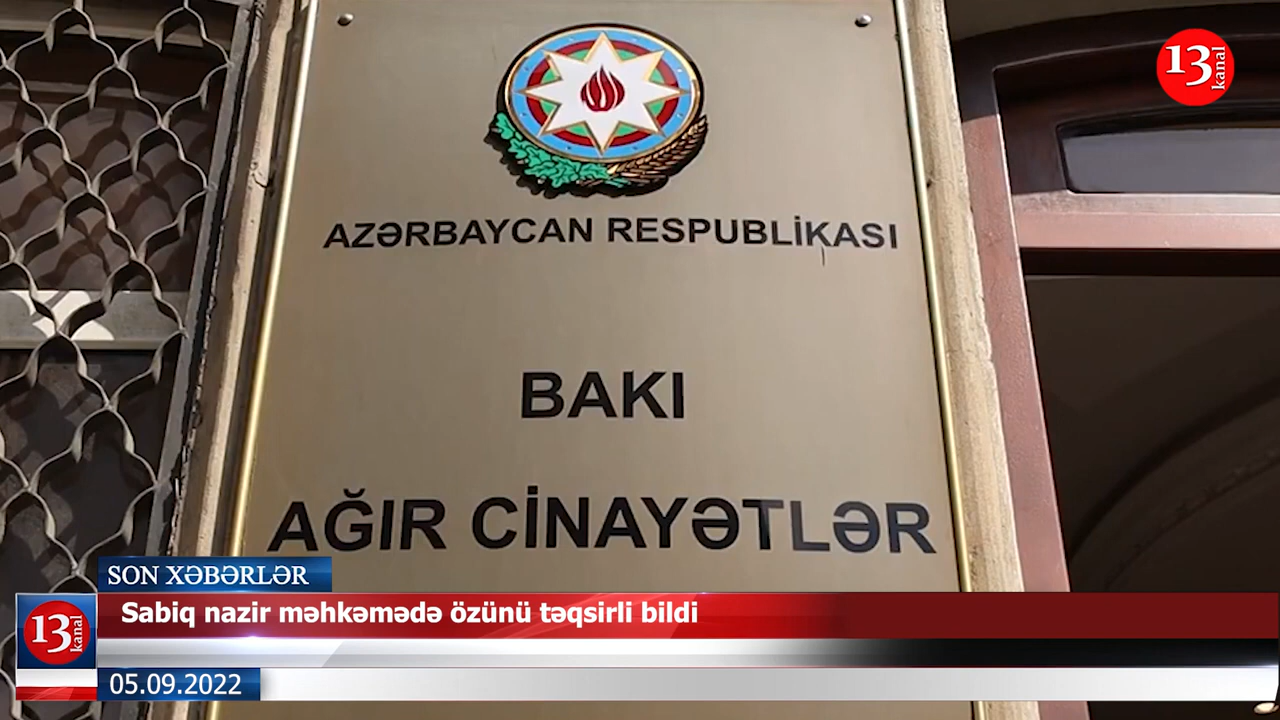 13 kanal
AZƏRBAYCAN RESPUBLİKASI
BAKI
AĞIR CİNAYƏTLƏR
SON XƏBƏRLƏR
13 kanal
Sabiq nazir məhkəmədə özünü təqsirli bildi
05.09.2022